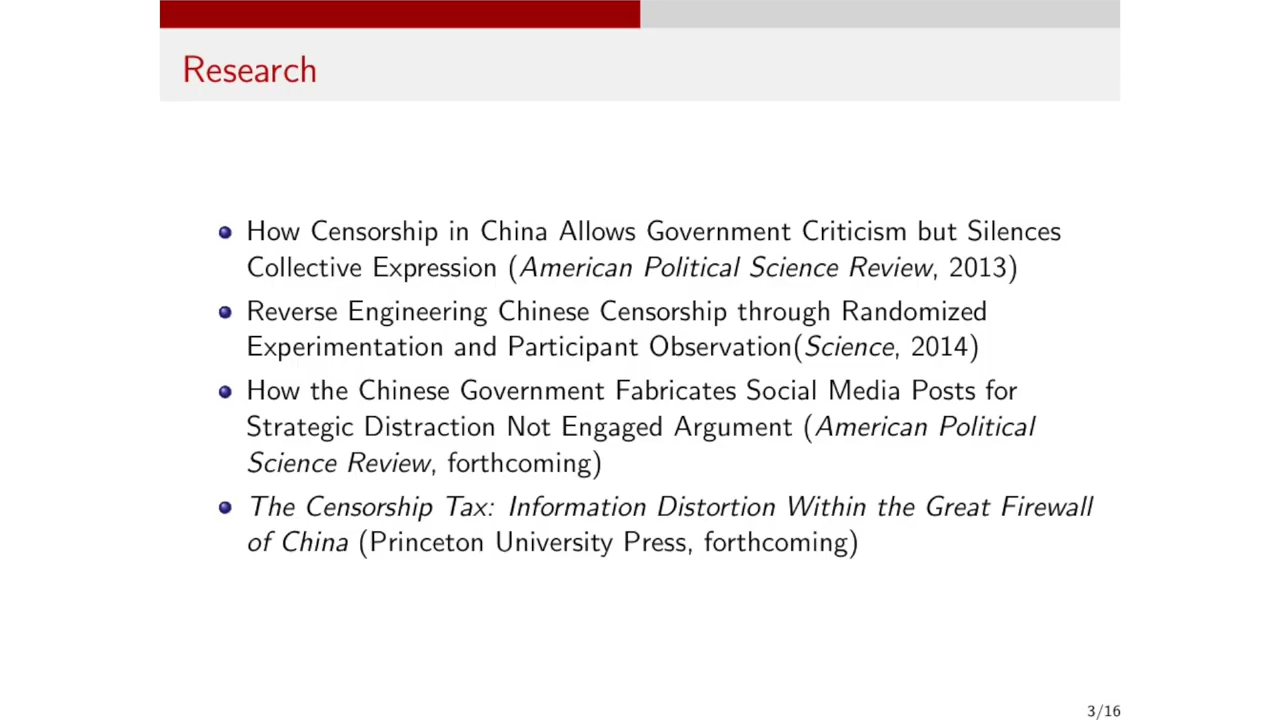 Research
How Censorship in China Allows Government Criticism but Silences
Collective Expression (American Political Science Review, 2013)
Reverse Engineering Chinese Censorship through Randomized
Experimentation and Participant Observation(Science, 2014)
How the Chinese Government Fabricates Social Media Posts for
Strategic Distraction Not Engaged Argument (American Political
Science Review, forthcoming)
The Censorship Tax: Information Distortion Within the Great Firewall
of China (Princeton University Press, forthcoming)
3/16